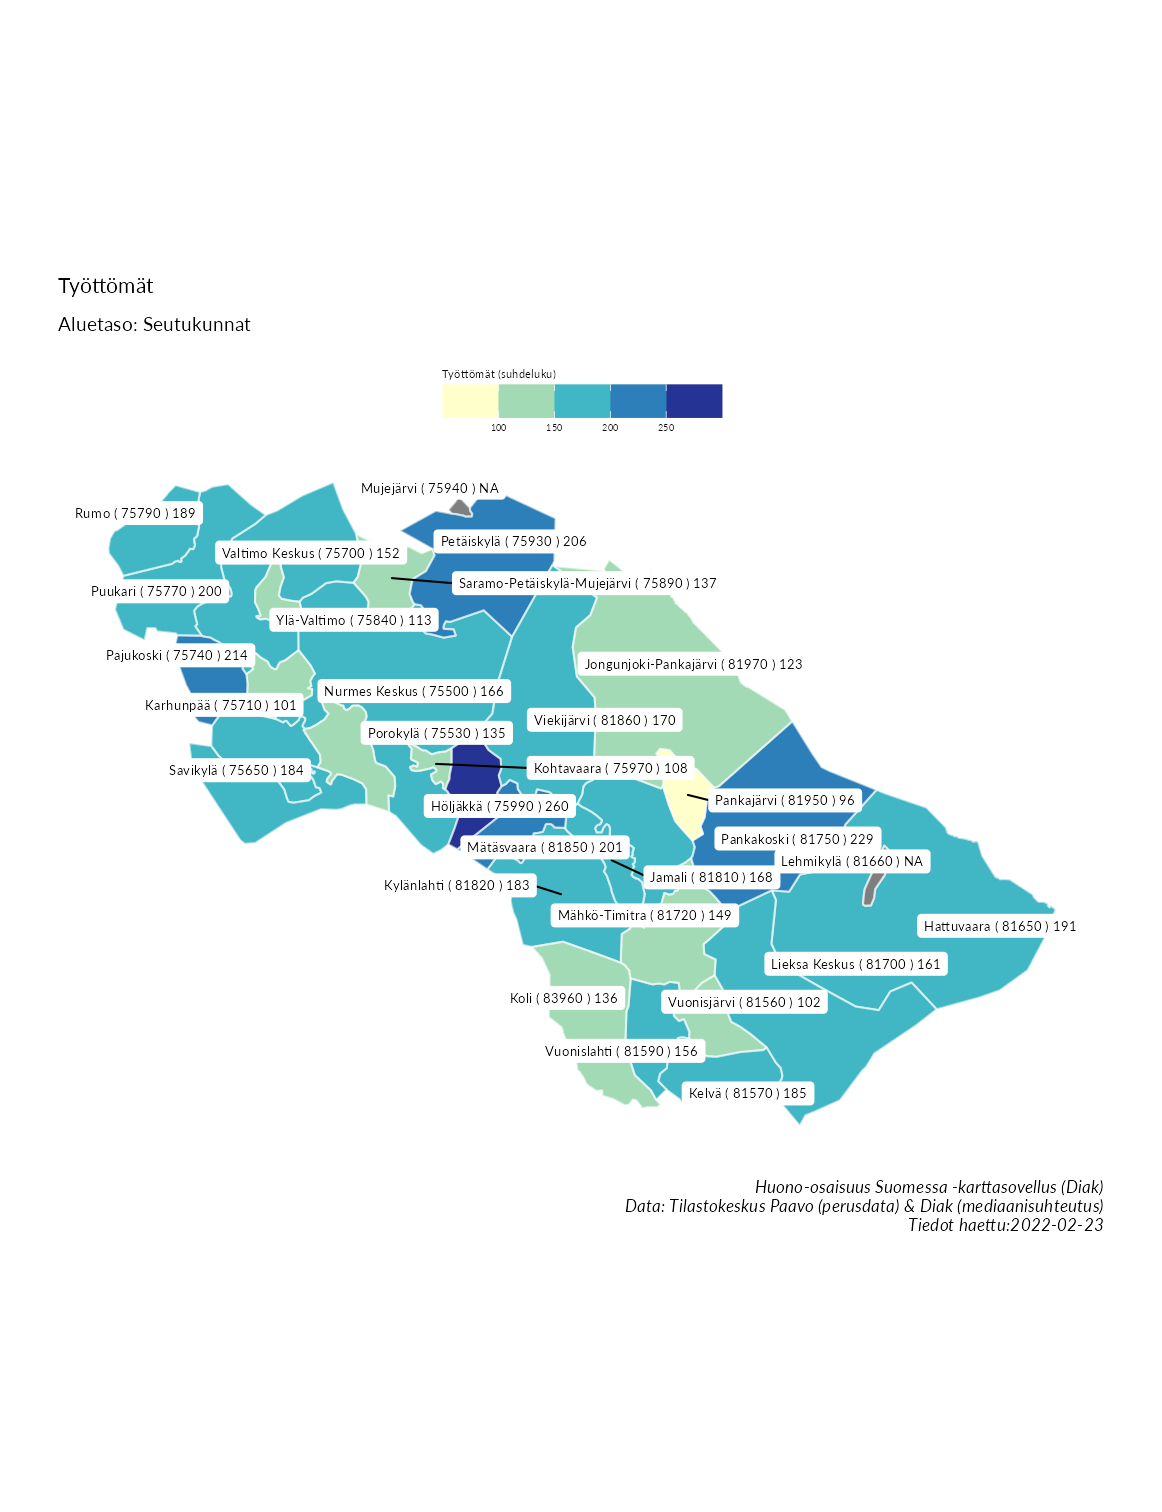 Työttömät
Aluetaso: Seutukunnat
Työttömät (suhdeluku)
100 150 200 250
Mujejärvi ( 75940 ) NA
Rumo ( 75790 ) 189
Petäiskylä ( 75930 ) 206
Valtimo Keskus ( 75700 ) 152
Saramo-Petäiskylä-Mujejärvi ( 75890 ) 137
Puukari ( 75770 ) 200
Ylä-Valtimo ( 75840 ) 113
Pajukoski ( 75740 ) 214
Jongunjoki-Pankajärvi ( 81970 ) 123
Nurmes Keskus ( 75500 ) 166
Karhunpää ( 75710 ) 101
Viekijärvi ( 81860 ) 170
Porokylä ( 75530 ) 135
Savikylä ( 75650 ) 184
Kohtavaara ( 75970 ) 108
Pankajärvi ( 81950 ) 96
Höljäkkä ( 75990 ) 260
Pankakoski ( 81750 ) 229
Mätäsvaara ( 81850 ) 201
Lehmikylä ( 81660 ) NA
Jamali ( 81810 ) 168
Kylänlahti ( 81820 ) 183
Mähkö-Timitra ( 81720 ) 149
Hattuvaara ( 81650 ) 191
Lieksa Keskus ( 81700 ) 161
Koli ( 83960 ) 136
Vuonisjärvi ( 81560 ) 102
Vuonislahti ( 81590 ) 156
Kelvä ( 81570 ) 185
Huono-osaisuus Suomessa -karttasovellus (Diak)
Data: Tilastokeskus Paavo (perusdata) & Diak (mediaanisuhteutus)
Tiedot haettu:2022-02-23